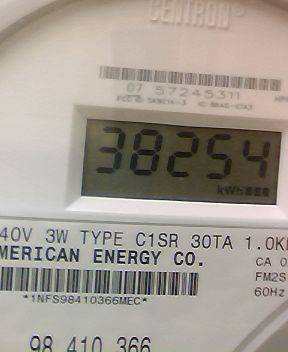 CENTRON®
07 57245311
38254
kWh
40V 3W TYPE C1SR 30TA 1.0K
MERICAN ENERGY CO.
CA 0
FM2S
60Hz
*1NFS98410366MEC*
98 410 366